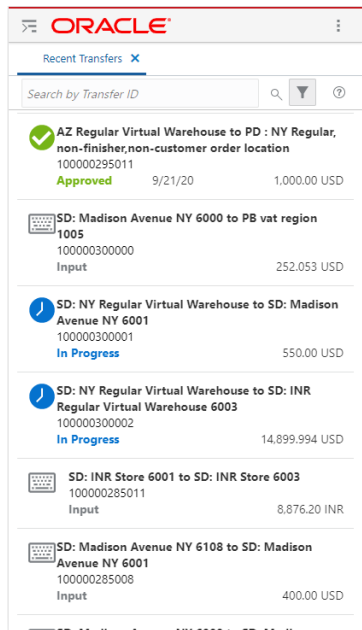 ORACLE
Recent Transfers
Search by Transfer ID
AZ Regular Virtual Warehouse to PD : NY Regular,
non-finisher,non-customer order location
100000295011
Approved 9/21/20 1,000.00 USD
SD: Madison Avenue NY 6000 to PB vat region
1005
100000300000
Input 252.053 USD
SD: NY Regular Virtual Warehouse to SD: Madison
Avenue NY 6001
100000300001
In Progress 550.00 USD
SD: NY Regular Virtual Warehouse to SD: INR
Regular Virtual Warehouse 6003
100000300002
In Progress 14,899.994 USD
SD: INR Store 6001 to SD: INR Store 6003
100000285011
Input 8,876.20 INR
SD: Madison Avenue NY 6108 to SD: Madison
Avenue NY 6001
100000285008
Input 400.00 USD